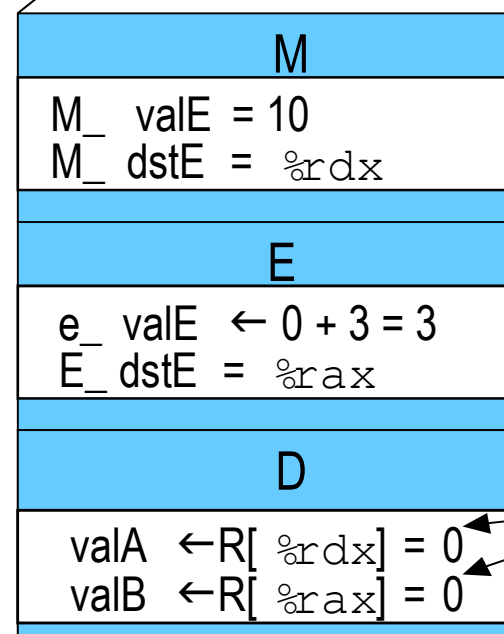 M
M_ valE = 10
M_ dstE = %rdx
E
e_ valE ← 0 + 3 = 3
E_ dstE = %rax
D
valA ←R[ %rdx] = 0
valB ←R[ %rax] = 0